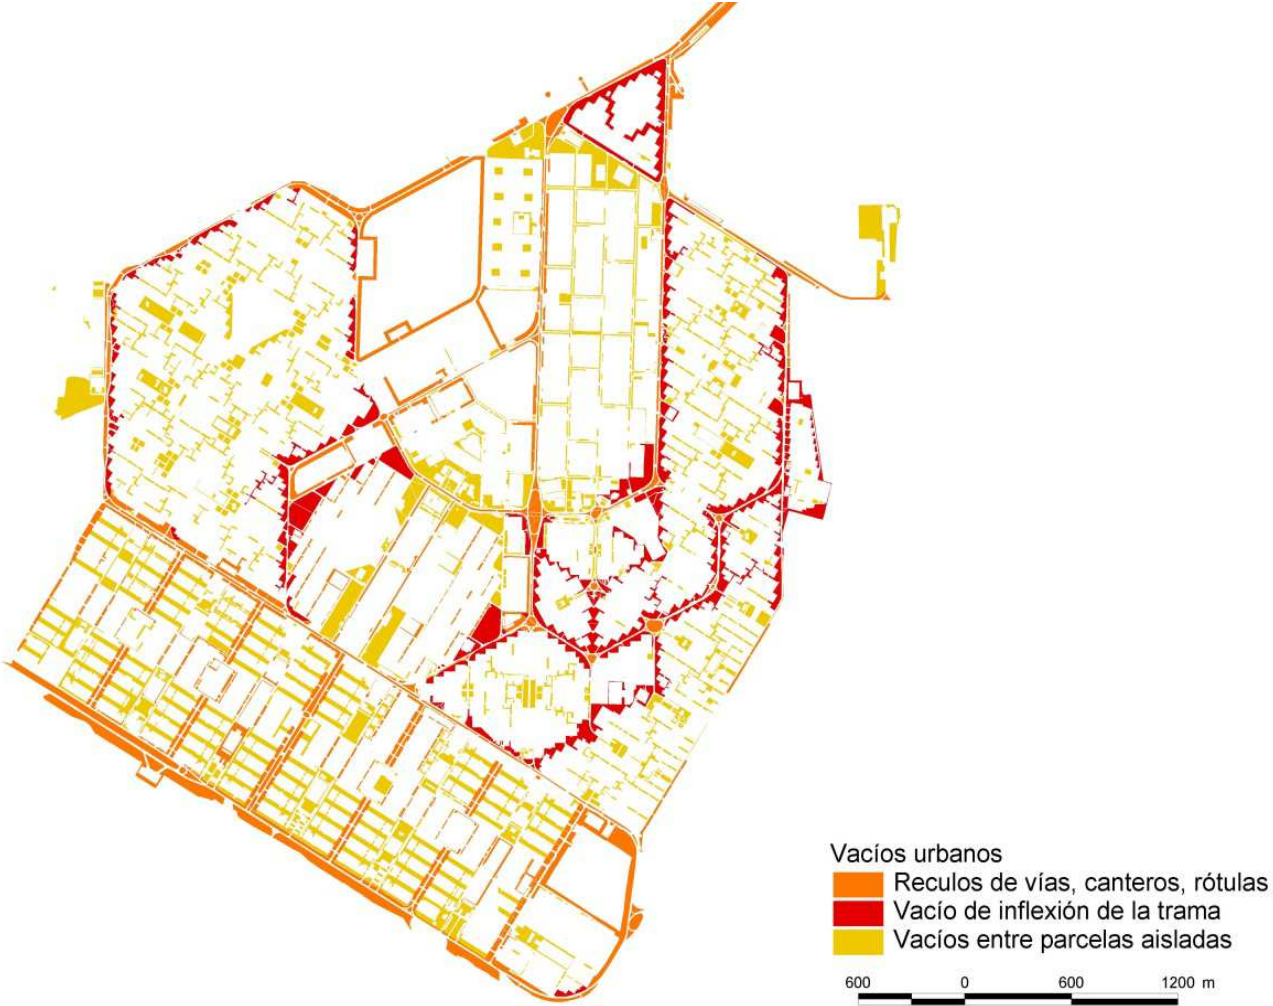 Vacíos urbanos
Reculos de vías, canteros, rótulas
Vacío de inflexión de la trama
Vacíos entre parcelas aisladas
600 0 600 1200 m